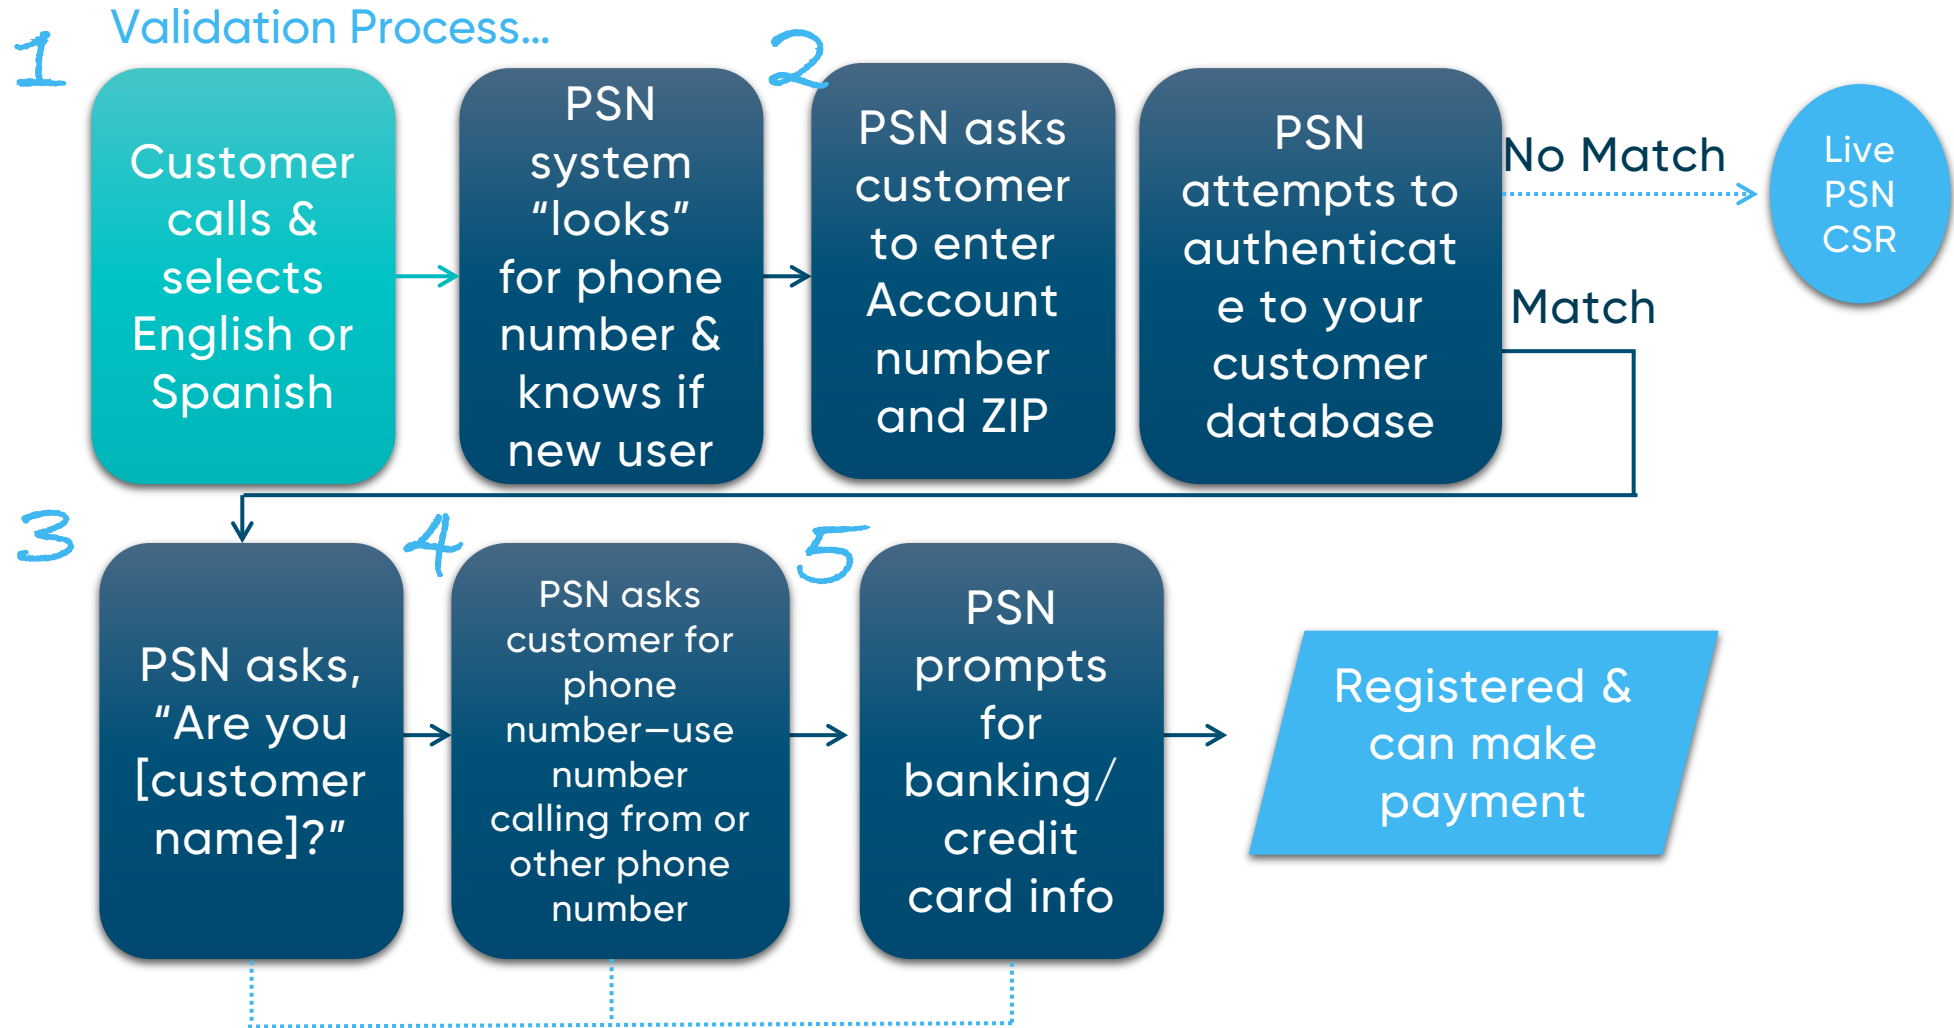 Validation Process...
1
Customer
calls &
selects
English or
Spanish
PSN
system
“looks”
for phone
number &
knows if
new user
2
PSN asks
customer
to enter
Account
number
and ZIP
PSN
attempts to
authenticat
e to your
customer
database
No Match
Live
PSN
CSR
Match
3
PSN asks,
“Are you
[customer
name]?”
4
PSN asks
customer for
phone
number—use
number
calling from or
other phone
number
5
PSN
prompts
for
banking/
credit
card info
Registered &
can make
payment